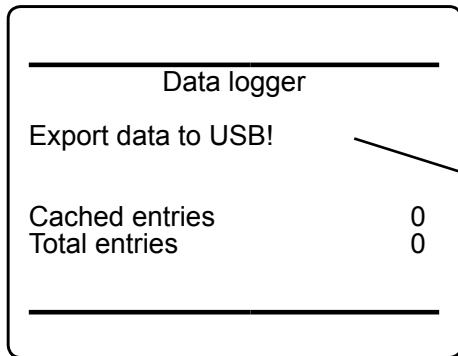 Data logger
Export data to USB!
Cached entries 0
Total entries 0